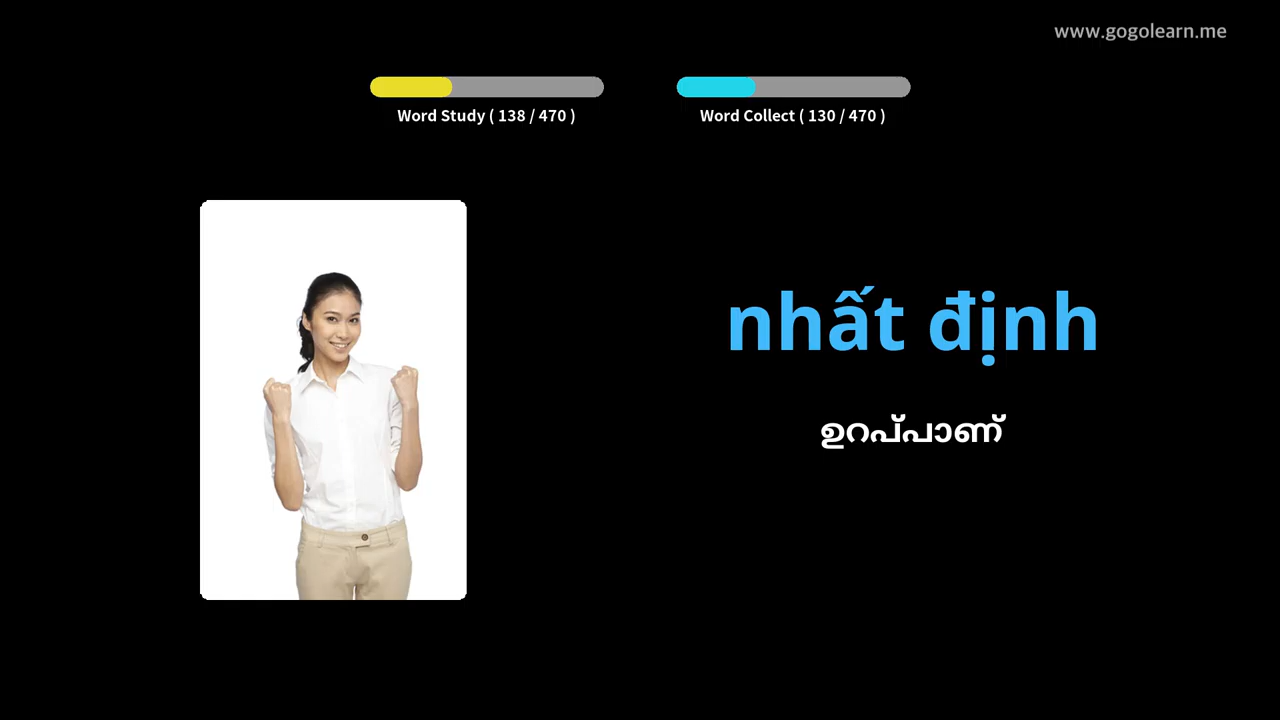 www.gogolearn.me
Word Study ( 138 / 470 )
Word Collect ( 130 / 470 )
nhất định
ഉറപ്പാണ്